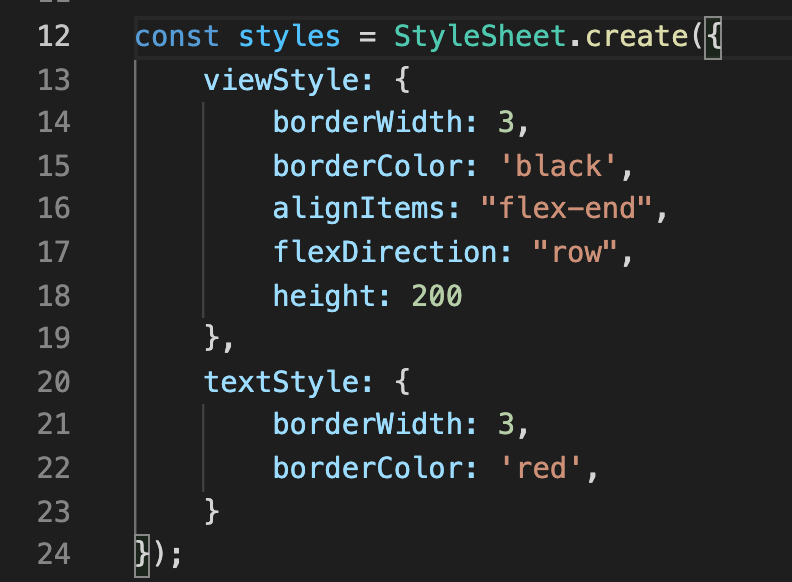 12 const styles = StyleSheet.create({
13     viewStyle: {
14         borderWidth: 3,
15         borderColor: 'black',
16         alignItems: "flex-end",
17         flexDirection: "row",
18         height: 200
19     },
20     textStyle: {
21         borderWidth: 3,
22         borderColor: 'red',
23     }
24 });